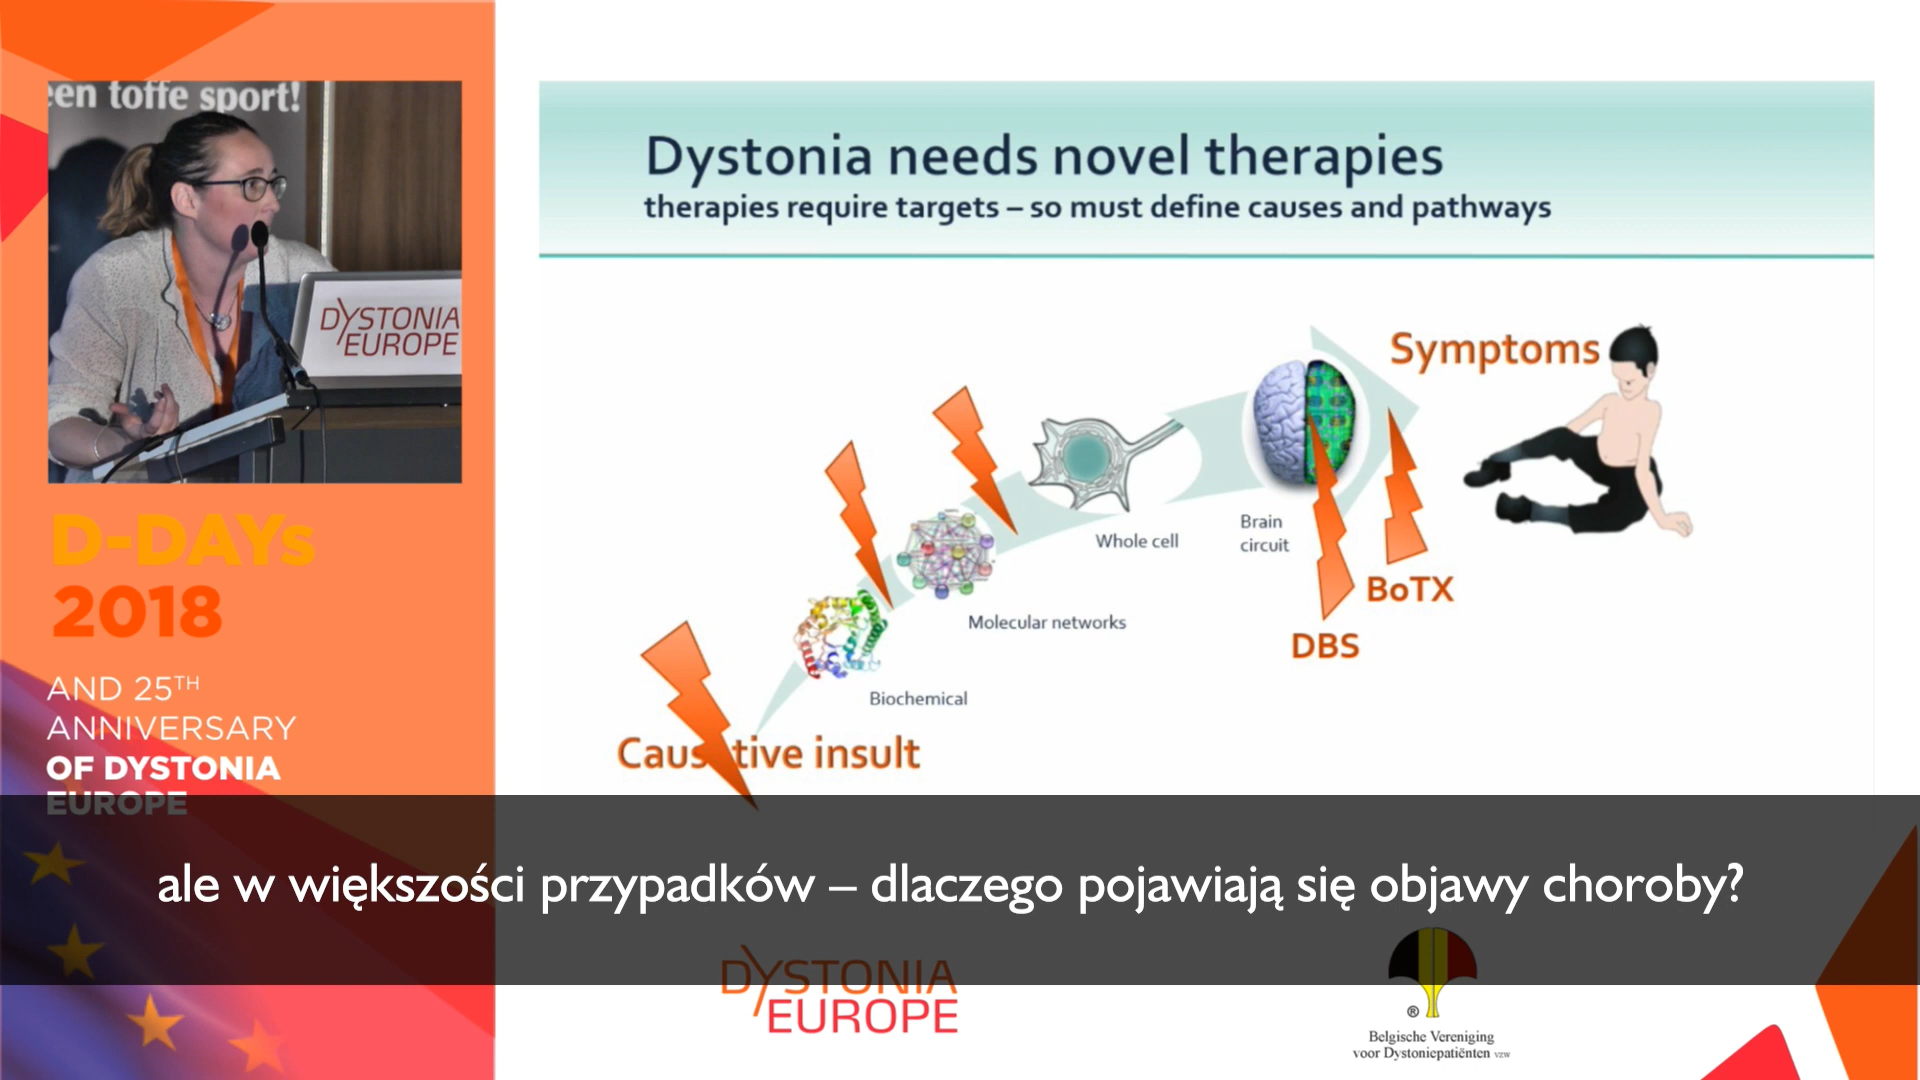 een toffe sport!
DYSTONIA
EUROPE
D-DAYs
2018
AND 25TH
ANNIVERSARY
OF DYSTONIA
EUROPE
Dystonia needs novel therapies
therapies require targets – so must define causes and pathways
Symptoms
Whole cell
Brain
circuit
BoTX
Molecular networks
DBS
Biochemical
Causative insult
ale w większości przypadków – dlaczego pojawiają się objawy choroby?
DYSTONIA
EUROPE
®
Belgische Vereniging
voor Dystoniepatiënten vzw